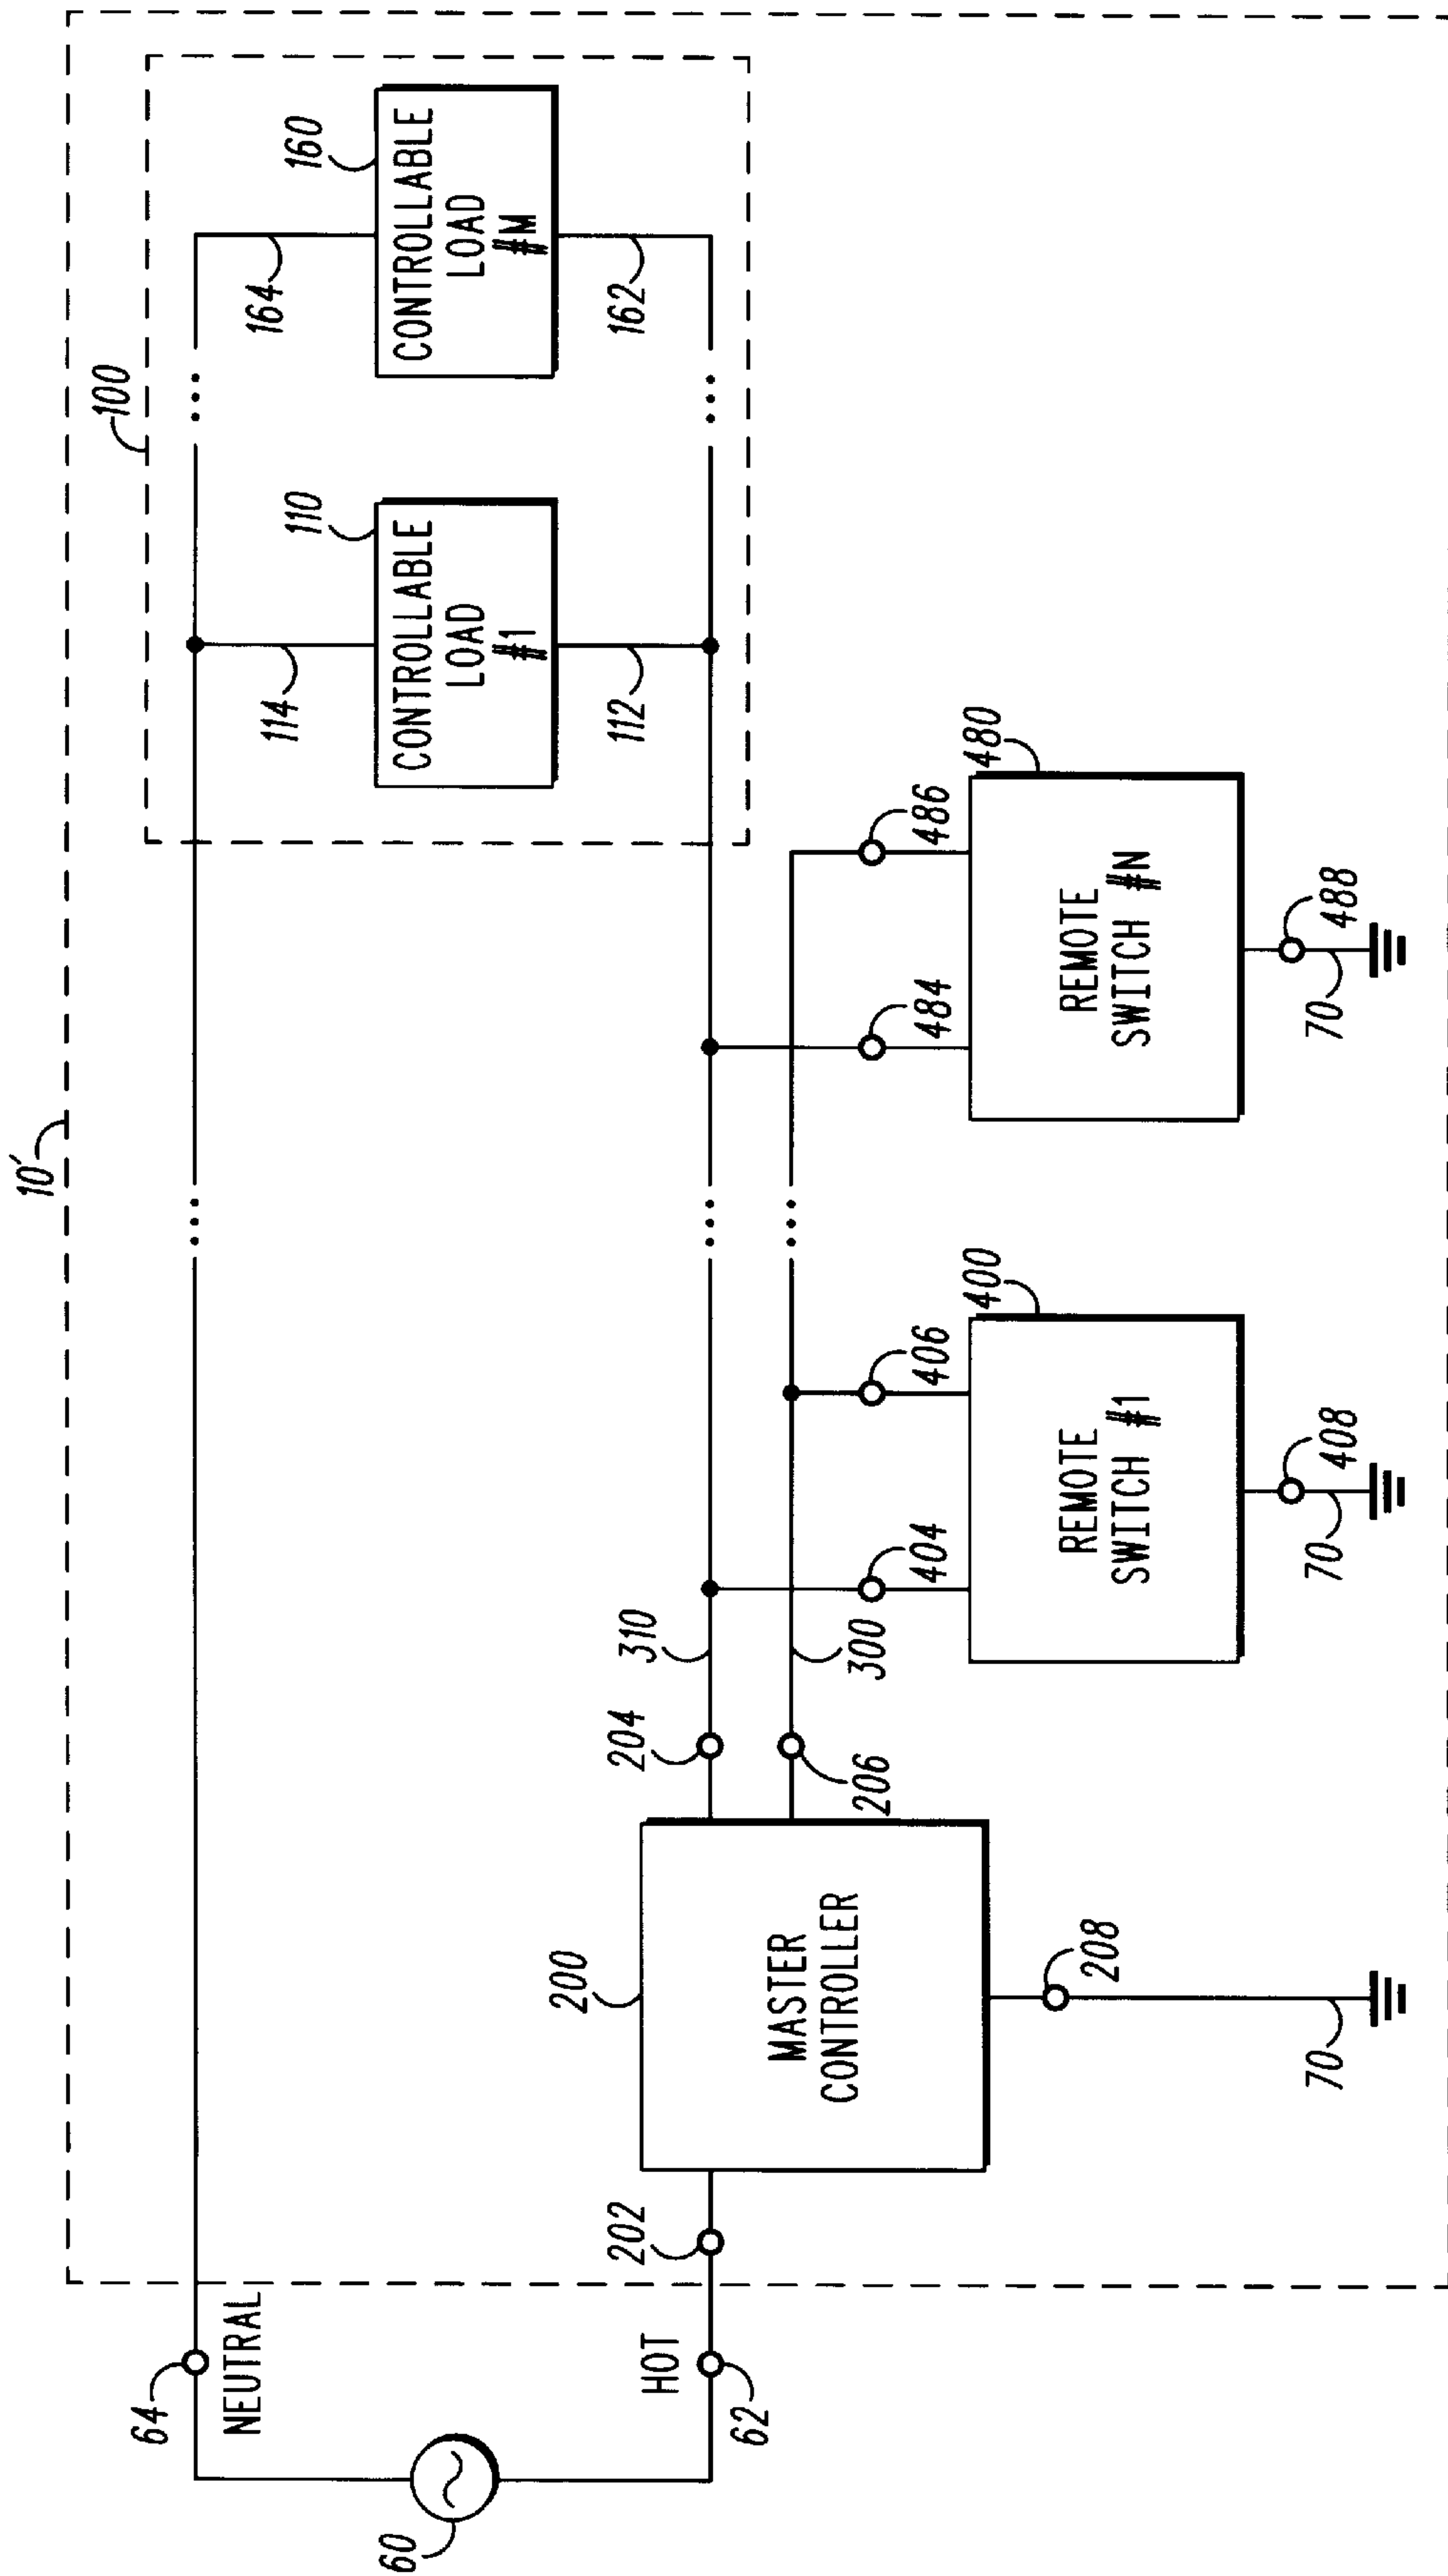 10′
100
64
NEUTRAL
60
HOT
62
202
200
MASTER
CONTROLLER
208
70
204
206
310
300
404
406
400
REMOTE
SWITCH #1
408
70
484
486
480
REMOTE
SWITCH #N
488
70
114
110
CONTROLLABLE
LOAD
#1
112
164
160
CONTROLLABLE
LOAD
#M
162
...
...
...
...
...